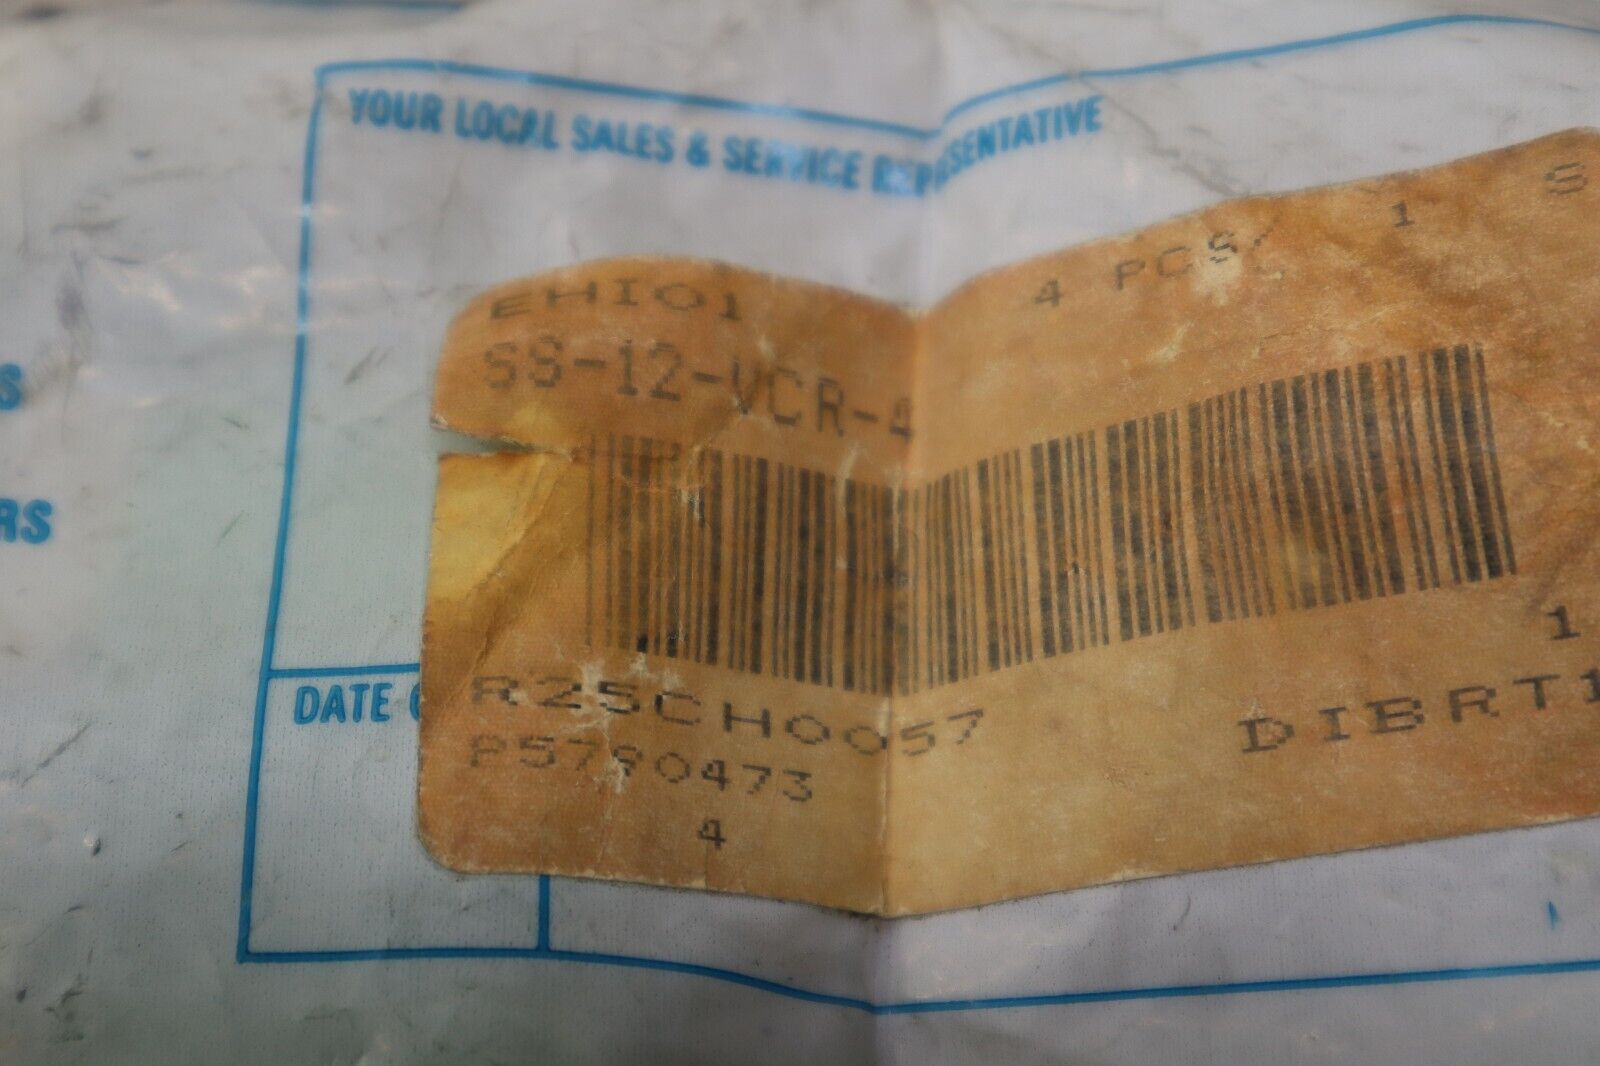 YOUR LOCAL SALES & SERVICE REPRESENTATIVE
S
EHI01 4 PCS/ 1 S
SS-12-VCR-4
RS
1
R25CH0057 DIBRT1
DATE
P5790473
4